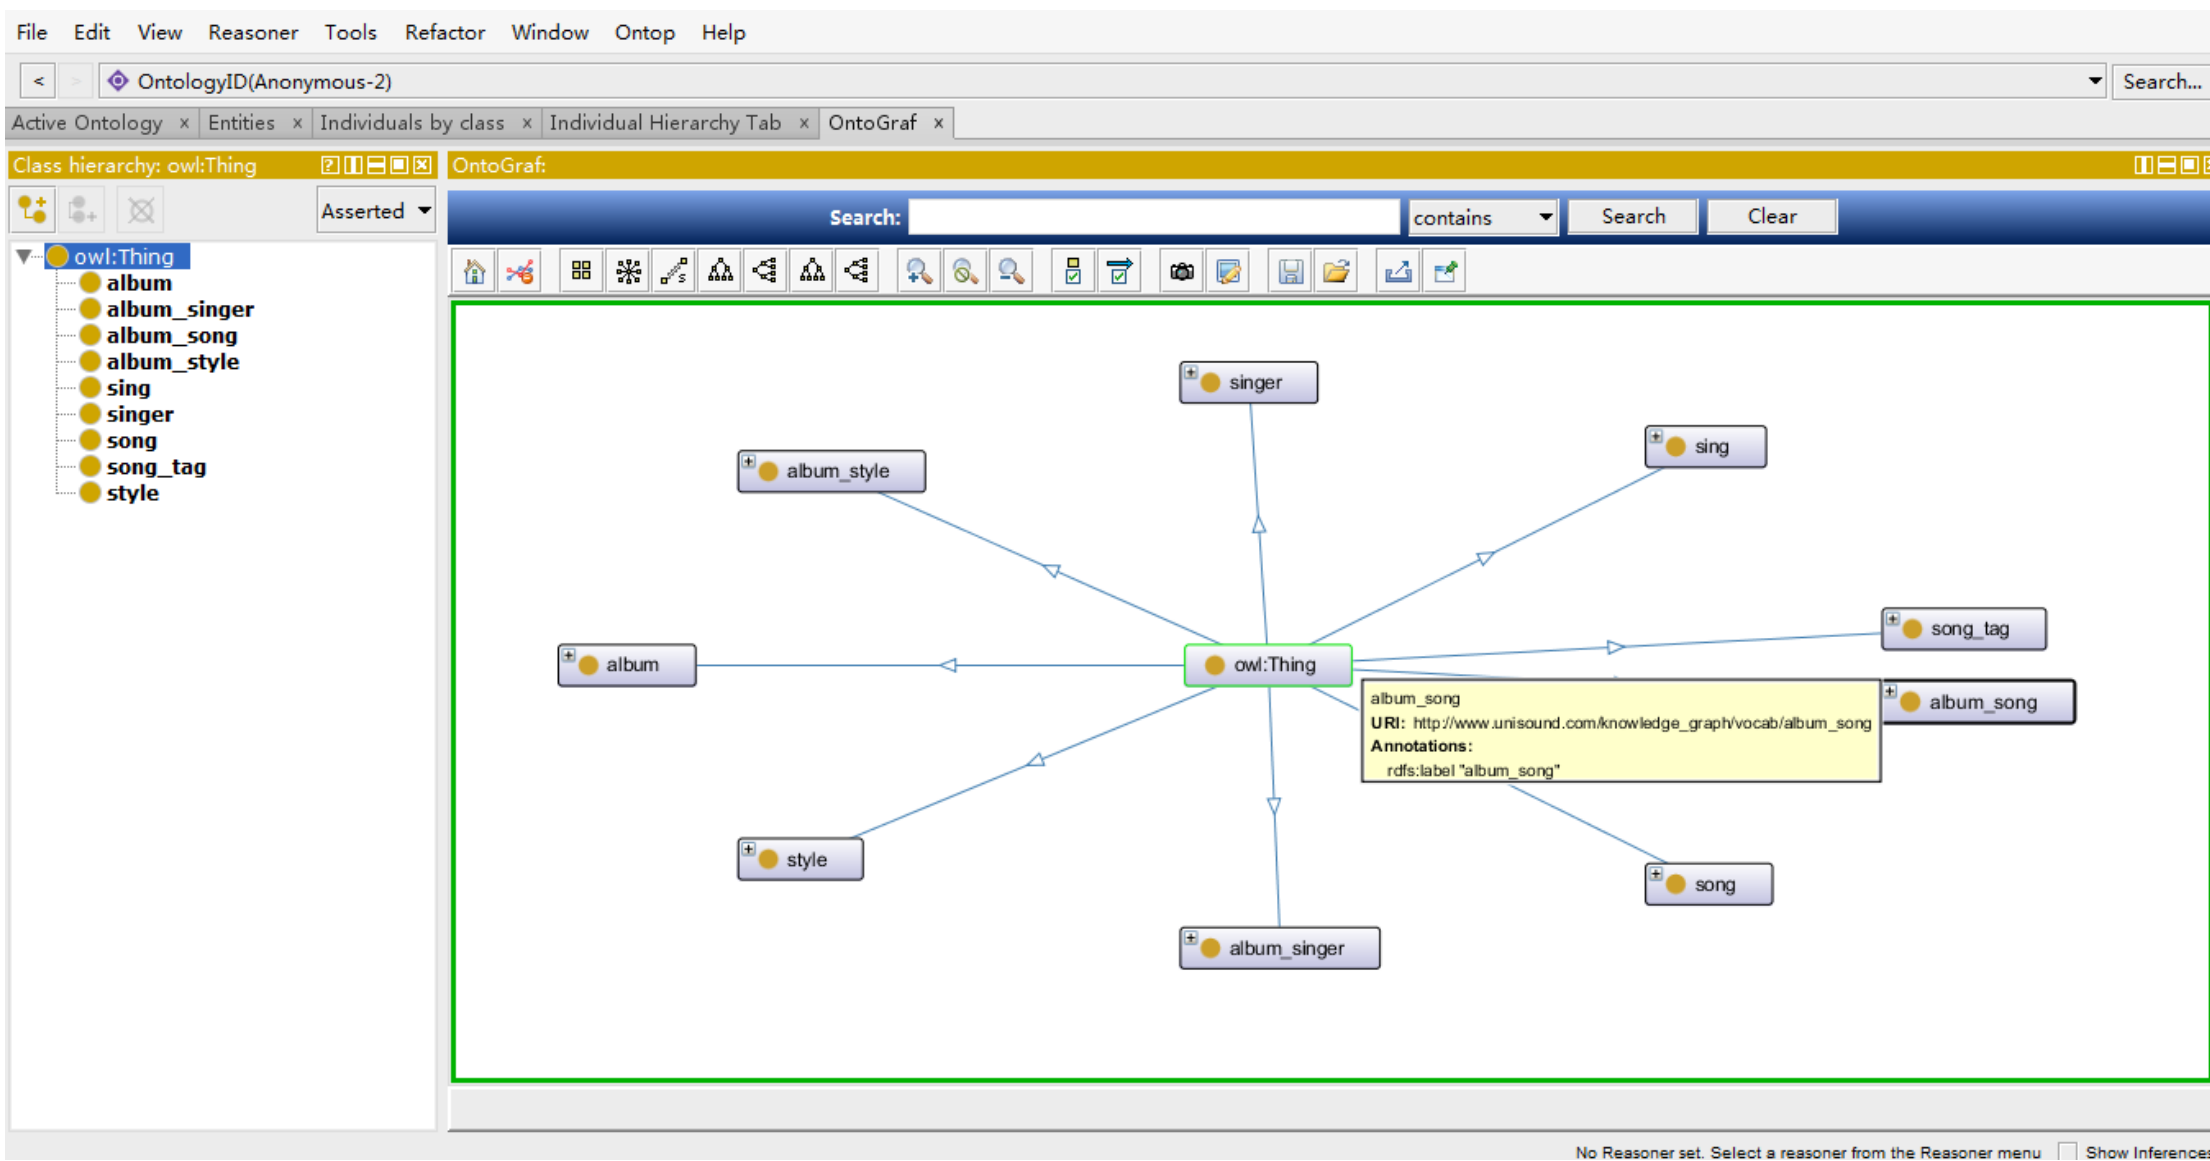 File Edit View Reasoner Tools Refactor Window Ontop Help
< > OntologyID(Anonymous-2) Search...
Active Ontology x Entities x Individuals by class x Individual Hierarchy Tab x OntoGraf x
Class hierarchy: owl:Thing
OntoGraf:
Asserted
Search: contains Search Clear
owl:Thing
album
album_singer
album_song
album_style
sing
singer
song
song_tag
style
singer
sing
album_style
song_tag
album
owl:Thing
album_song
album_song
URI: http://www.unisound.com/knowledge_graph/vocab/album_song
Annotations:
rdfs:label "album_song"
style
song
album_singer
No Reasoner set. Select a reasoner from the Reasoner menu Show Inference